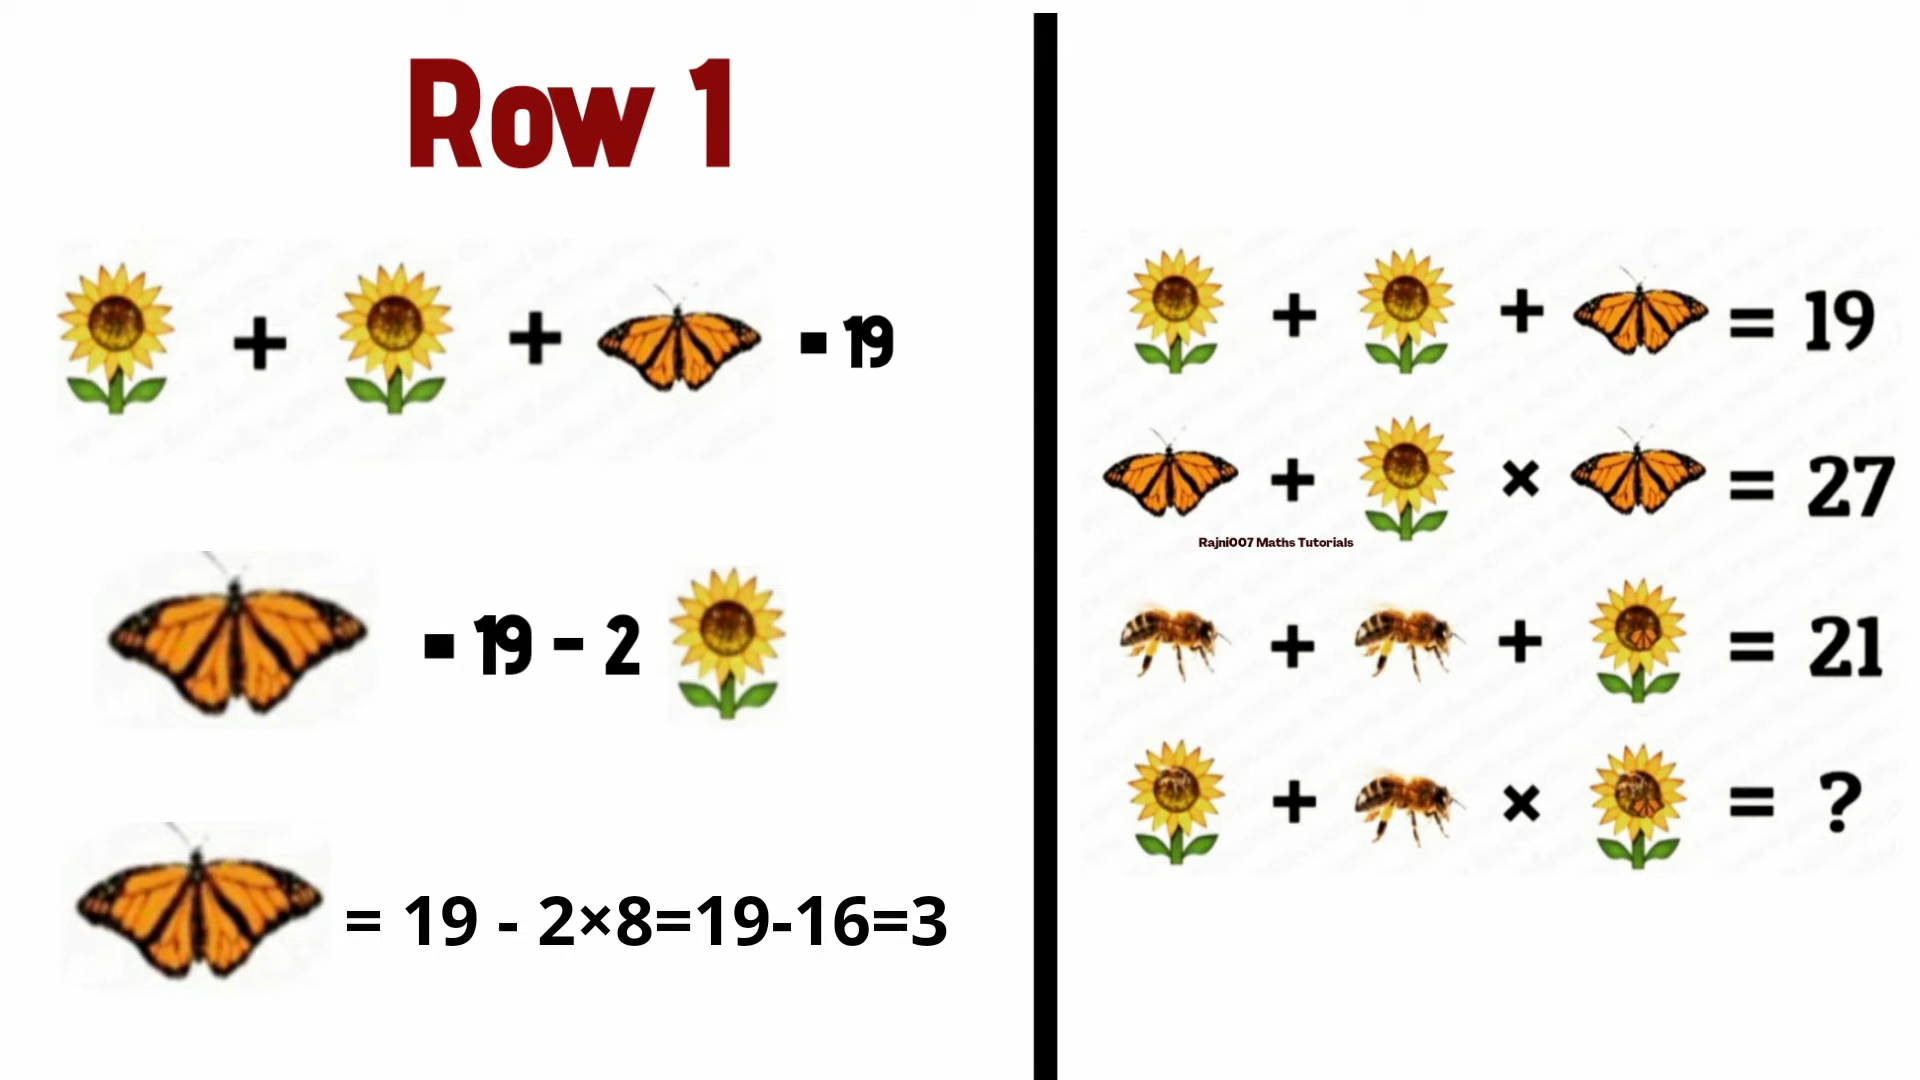 Row 1
+ + = 19
= 19 - 2
= 19 - 2×8=19-16=3
+ + = 19
+ × = 27
Rajni007 Maths Tutorials
+ + = 21
+ × = ?